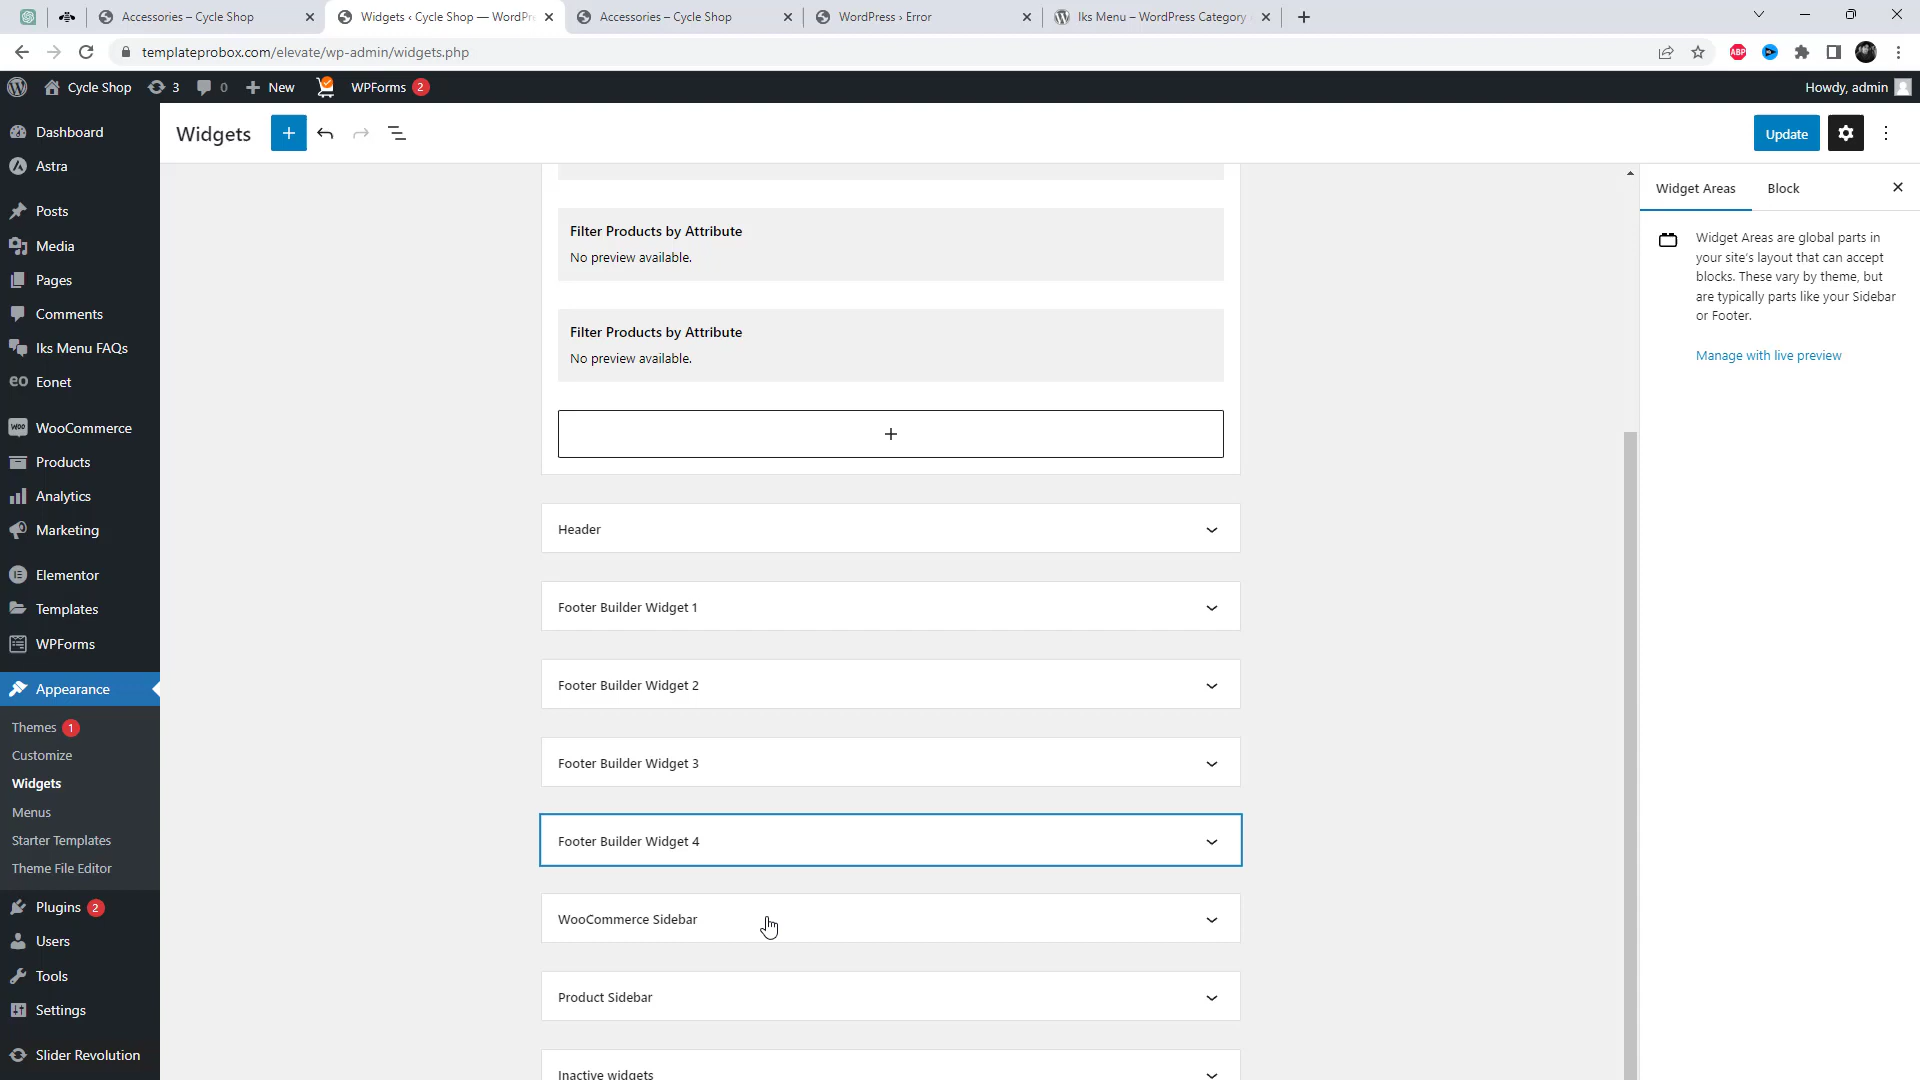 Accessories – Cycle Shop
Widgets ‹ Cycle Shop — WordPr
Accessories – Cycle Shop
WordPress › Error
Iks Menu – WordPress Category
templateprobox.com/elevate/wp-admin/widgets.php
ABP
Cycle Shop
3
0
New
WPForms 2
Howdy, admin
Dashboard
Astra
Posts
Media
Pages
Comments
Iks Menu FAQs
eo Eonet
Woo WooCommerce
Products
Analytics
Marketing
Elementor
Templates
WPForms
Appearance
Themes 1
Customize
Widgets
Menus
Starter Templates
Theme File Editor
Plugins 2
Users
Tools
Settings
Slider Revolution
Widgets
Update
Filter Products by Attribute
No preview available.
Filter Products by Attribute
No preview available.
Header
Footer Builder Widget 1
Footer Builder Widget 2
Footer Builder Widget 3
Footer Builder Widget 4
WooCommerce Sidebar
Product Sidebar
Inactive widgets
Widget Areas
Block
Widget Areas are global parts in
your site's layout that can accept
blocks. These vary by theme, but
are typically parts like your Sidebar
or Footer.
Manage with live preview